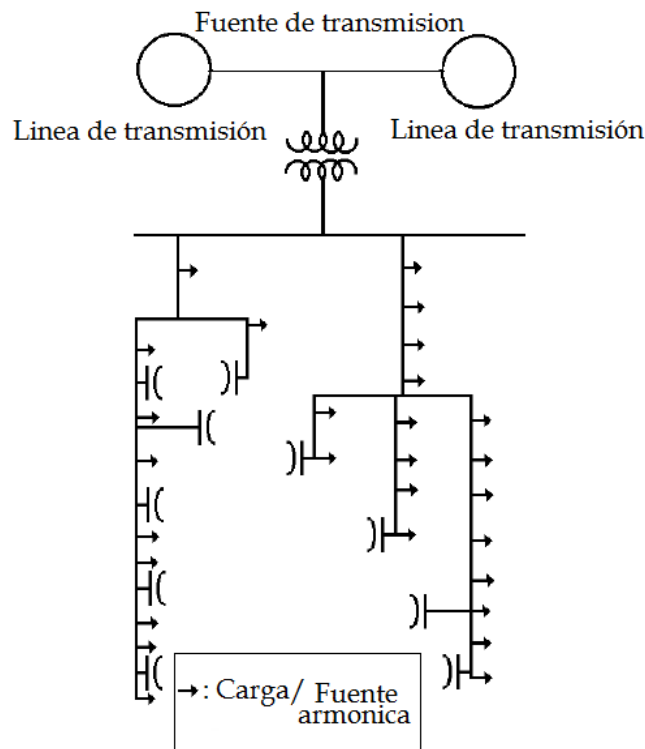 Fuente de transmision
Linea de transmisión
Linea de transmisión
: Carga/ Fuente
armonica